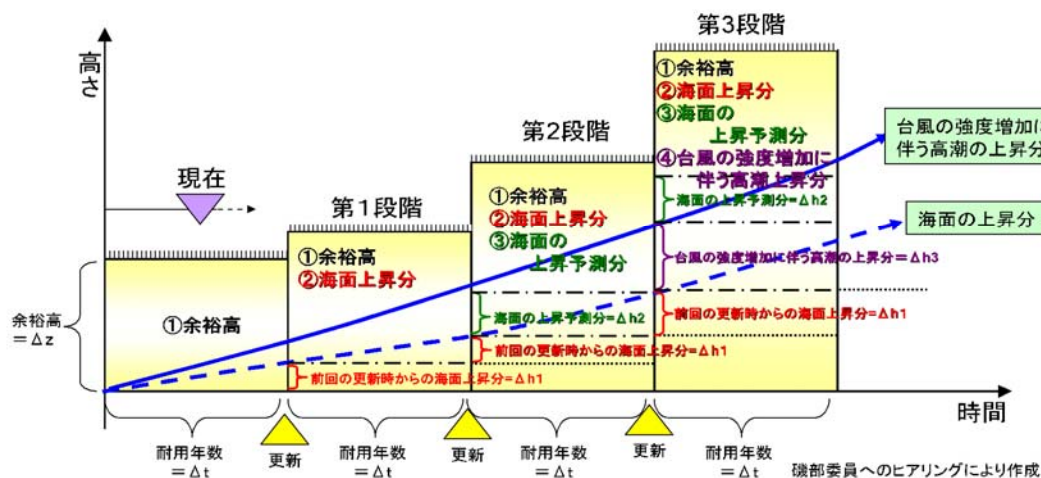 高さ
現在
余裕高
＝Δz
①余裕高
第1段階
①余裕高
②海面上昇分
前回の更新時からの海面上昇分=Δh1
第2段階
①余裕高
②海面上昇分
③海面の
上昇予測分
海面の上昇予測分=Δh2
前回の更新時からの海面上昇分=Δh1
第3段階
①余裕高
②海面上昇分
③海面の
上昇予測分
④台風の強度増加に
伴う高潮上昇分
海面の上昇予測分=Δh2
台風の強度増加に伴う高潮の上昇分=Δh3
前回の更新時からの海面上昇分=Δh1
台風の強度増加に
伴う高潮の上昇分
海面の上昇分
時間
耐用年数
＝Δt
更新
耐用年数
＝Δt
更新
耐用年数
＝Δt
更新
耐用年数
＝Δt
磯部委員へのヒアリングにより作成